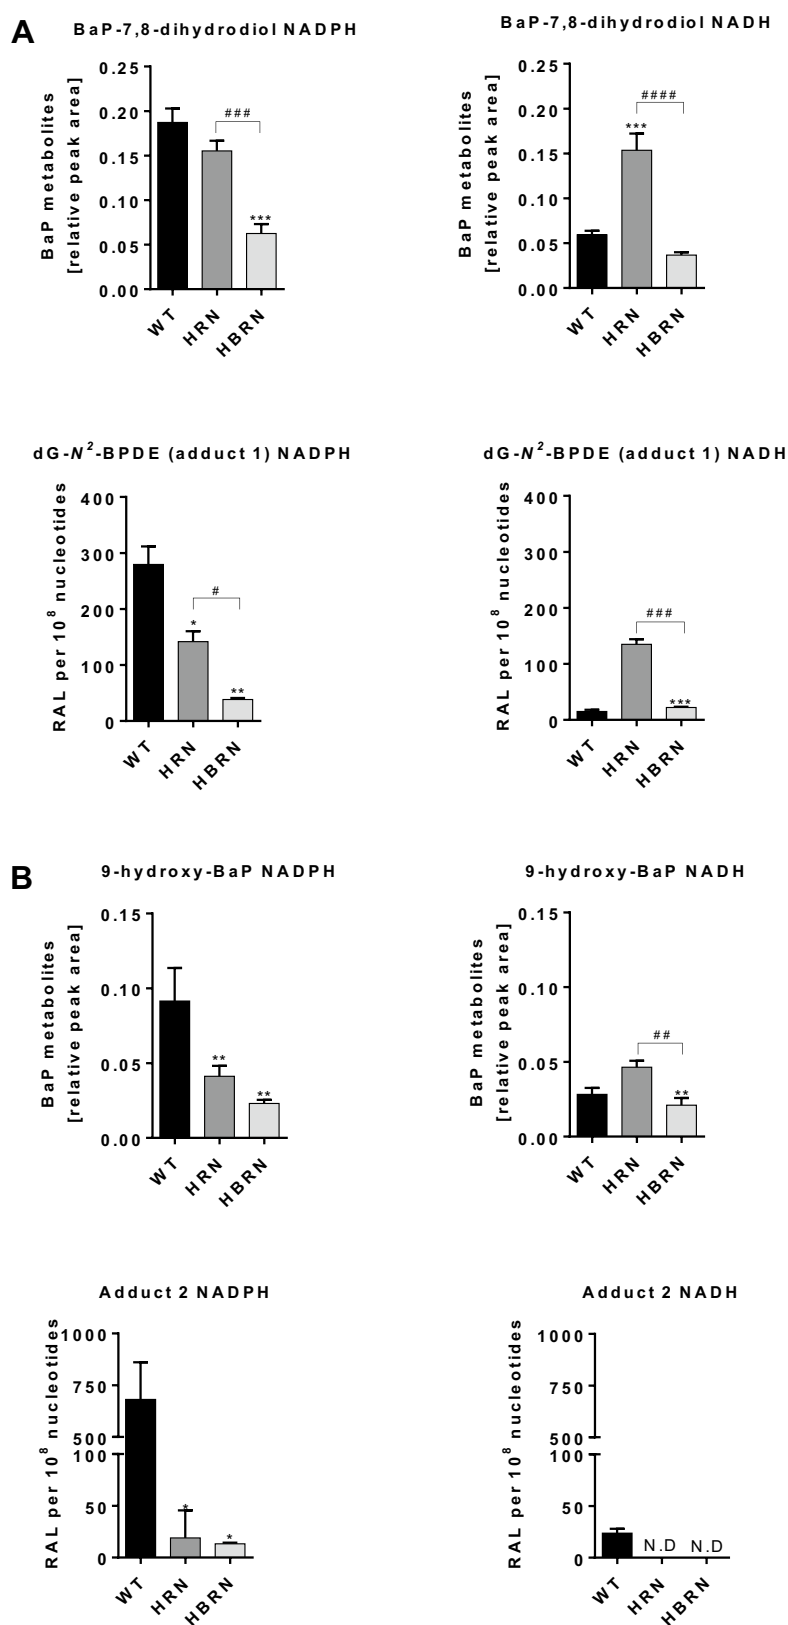 A
BaP-7,8-dihydrodiol NADPH
BaP metabolites
[relative peak area]
0.25
0.20
0.15
0.10
0.05
0.00
###
***
WT
HRN
HBRN
BaP-7,8-dihydrodiol NADH
BaP metabolites
[relative peak area]
0.25
0.20
0.15
0.10
0.05
0.00
####
***
WT
HRN
HBRN
dG-N²-BPDE (adduct 1) NADPH
RAL per 10⁸ nucleotides
400
300
200
100
0
#
*
**
WT
HRN
HBRN
dG-N²-BPDE (adduct 1) NADH
RAL per 10⁸ nucleotides
400
300
200
100
0
###
***
WT
HRN
HBRN
B
9-hydroxy-BaP NADPH
BaP metabolites
[relative peak area]
0.15
0.10
0.05
0.00
**
**
WT
HRN
HBRN
9-hydroxy-BaP NADH
BaP metabolites
[relative peak area]
0.15
0.10
0.05
0.00
##
**
WT
HRN
HBRN
Adduct 2 NADPH
RAL per 10⁸ nucleotides
1000
750
500
100
50
0
*
*
WT
HRN
HBRN
Adduct 2 NADH
RAL per 10⁸ nucleotides
1000
750
500
100
50
0
N.D N.D
WT
HRN
HBRN